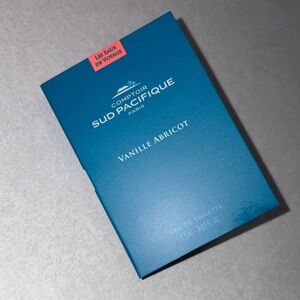 LES EAUX
DE VOYAGE
COMPTOIR
SUD PACIFIQUE
PARIS
VANILLE ABRICOT
EAU DE TOILETTE